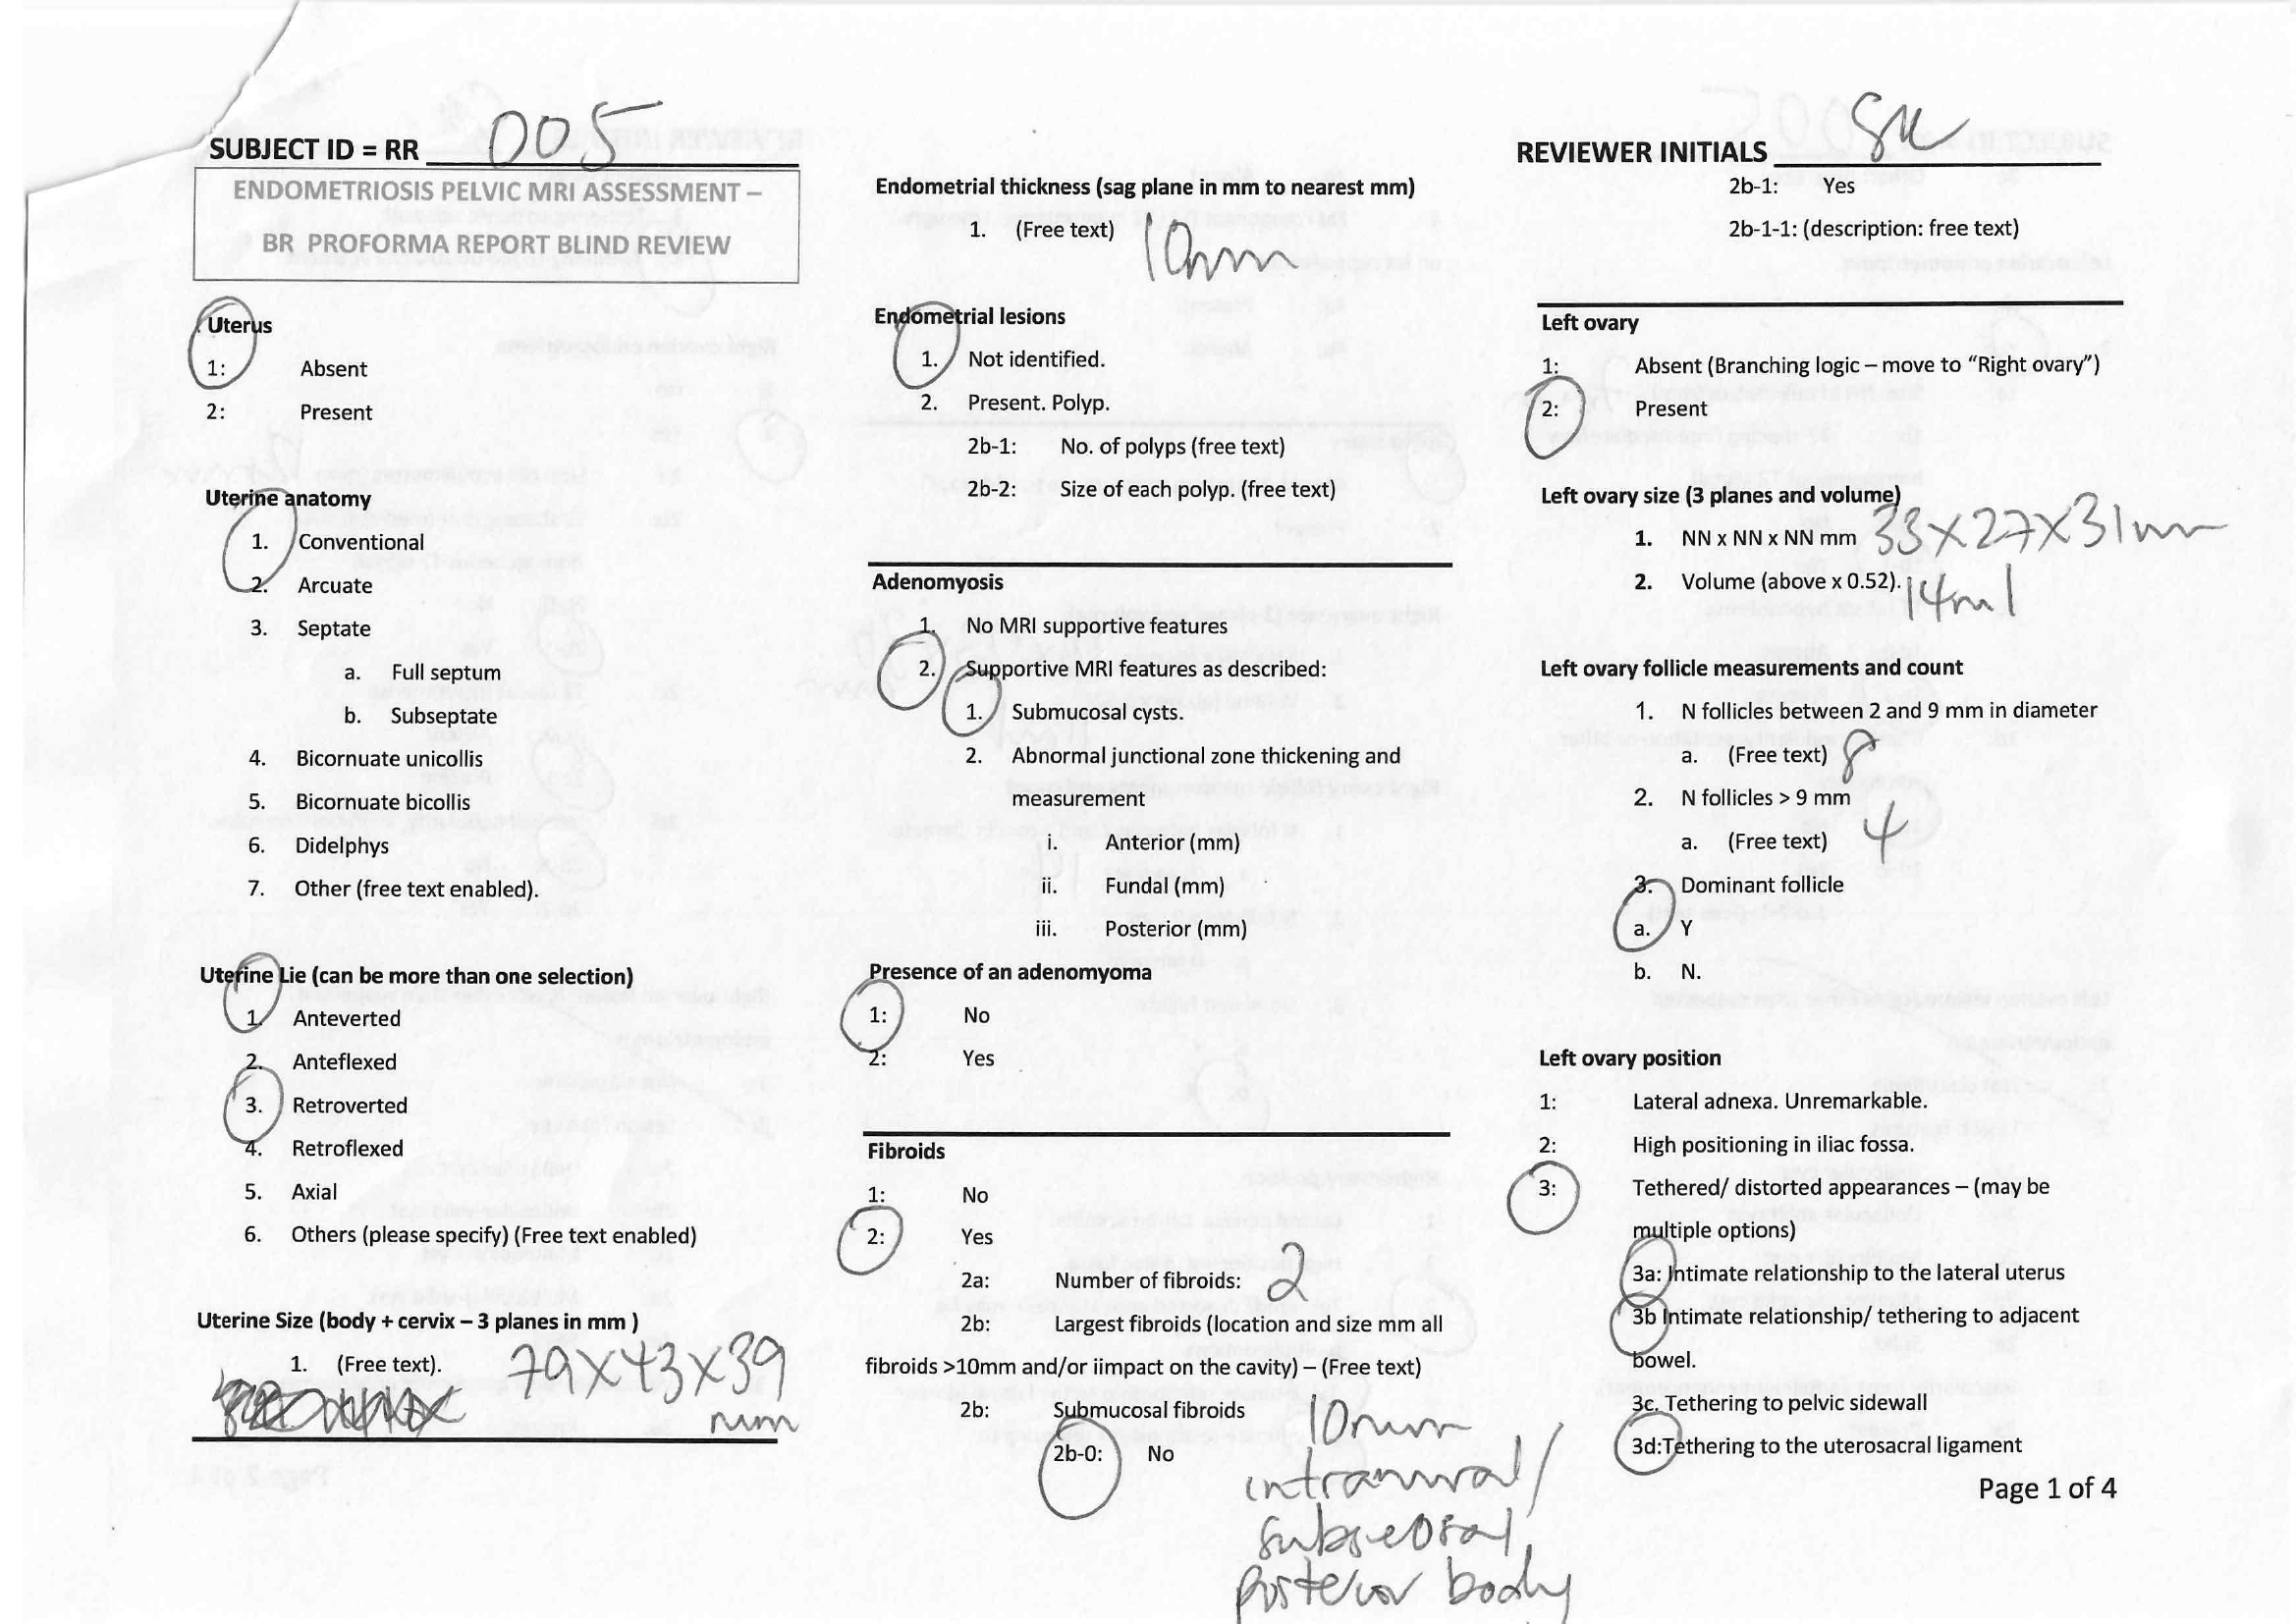 SUBJECT ID = RR 005
ENDOMETRIOSIS PELVIC MRI ASSESSMENT –
BR PROFORMA REPORT BLIND REVIEW
Uterus
1: Absent
2: Present
Uterine anatomy
1. Conventional
2. Arcuate
3. Septate
a. Full septum
b. Subseptate
4. Bicornuate unicollis
5. Bicornuate bicollis
6. Didelphys
7. Other (free text enabled).
Uterine Lie (can be more than one selection)
1. Anteverted
2. Anteflexed
3. Retroverted
4. Retroflexed
5. Axial
6. Others (please specify) (Free text enabled)
Uterine Size (body + cervix – 3 planes in mm )
1. (Free text). 79x43x39
mm
Endometrial thickness (sag plane in mm to nearest mm)
1. (Free text) 10mm
Endometrial lesions
1. Not identified.
2. Present. Polyp.
2b-1: No. of polyps (free text)
2b-2: Size of each polyp. (free text)
Adenomyosis
1. No MRI supportive features
2. Supportive MRI features as described:
1. Submucosal cysts.
2. Abnormal junctional zone thickening and
measurement
i. Anterior (mm)
ii. Fundal (mm)
iii. Posterior (mm)
Presence of an adenomyoma
1: No
2: Yes
Fibroids
1: No
2: Yes
2a: Number of fibroids: 2
2b: Largest fibroids (location and size mm all
fibroids >10mm and/or iimpact on the cavity) – (Free text)
2b: Submucosal fibroids
2b-0: No
10mm
intramural/
subserosal
posterior body
REVIEWER INITIALS
2b-1: Yes
2b-1-1: (description: free text)
Left ovary
1: Absent (Branching logic – move to “Right ovary”)
2: Present
Left ovary size (3 planes and volume)
1. NN x NN x NN mm 33x27x31mm
2. Volume (above x 0.52). 14ml
Left ovary follicle measurements and count
1. N follicles between 2 and 9 mm in diameter
a. (Free text) 8
2. N follicles > 9 mm
a. (Free text) 4
3. Dominant follicle
a. Y
b. N.
Left ovary position
1: Lateral adnexa. Unremarkable.
2: High positioning in iliac fossa.
3: Tethered/ distorted appearances – (may be
multiple options)
3a: Intimate relationship to the lateral uterus
3b Intimate relationship/ tethering to adjacent
bowel.
3c. Tethering to pelvic sidewall
3d:Tethering to the uterosacral ligament
Page 1 of 4